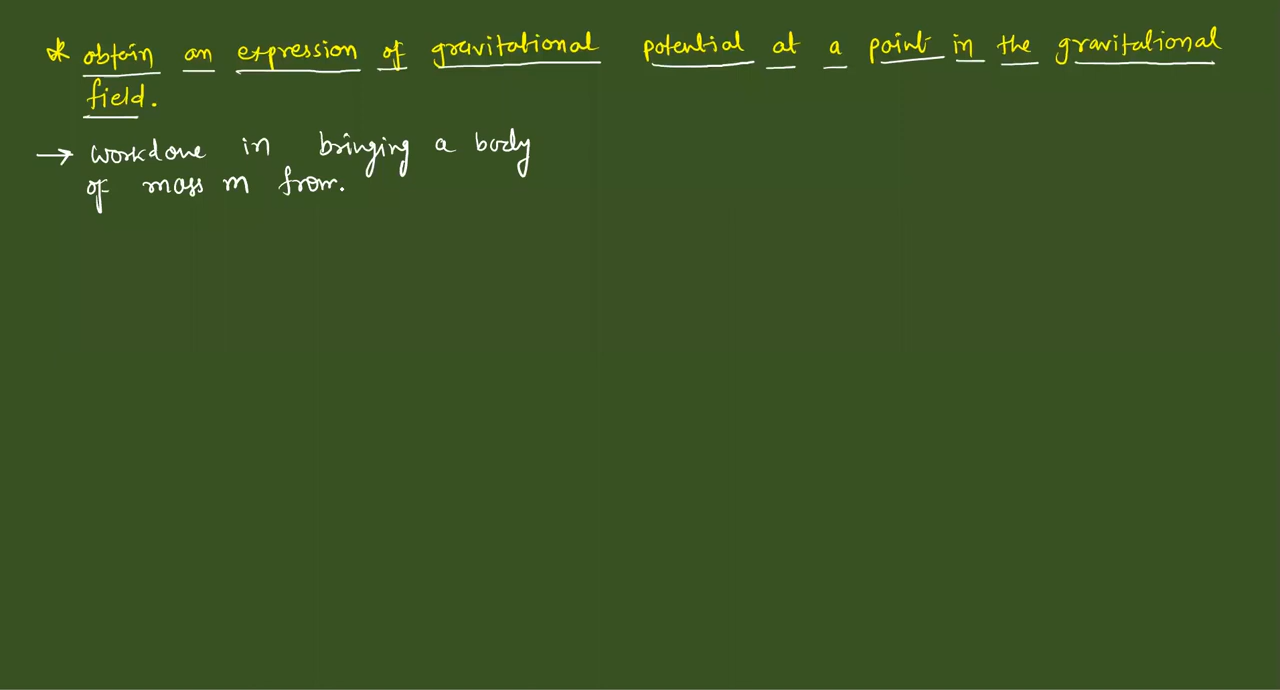 * obtain an expression of gravitational potential at a point in the gravitational
field.
→ workdone in bringing a body
of mass m from.